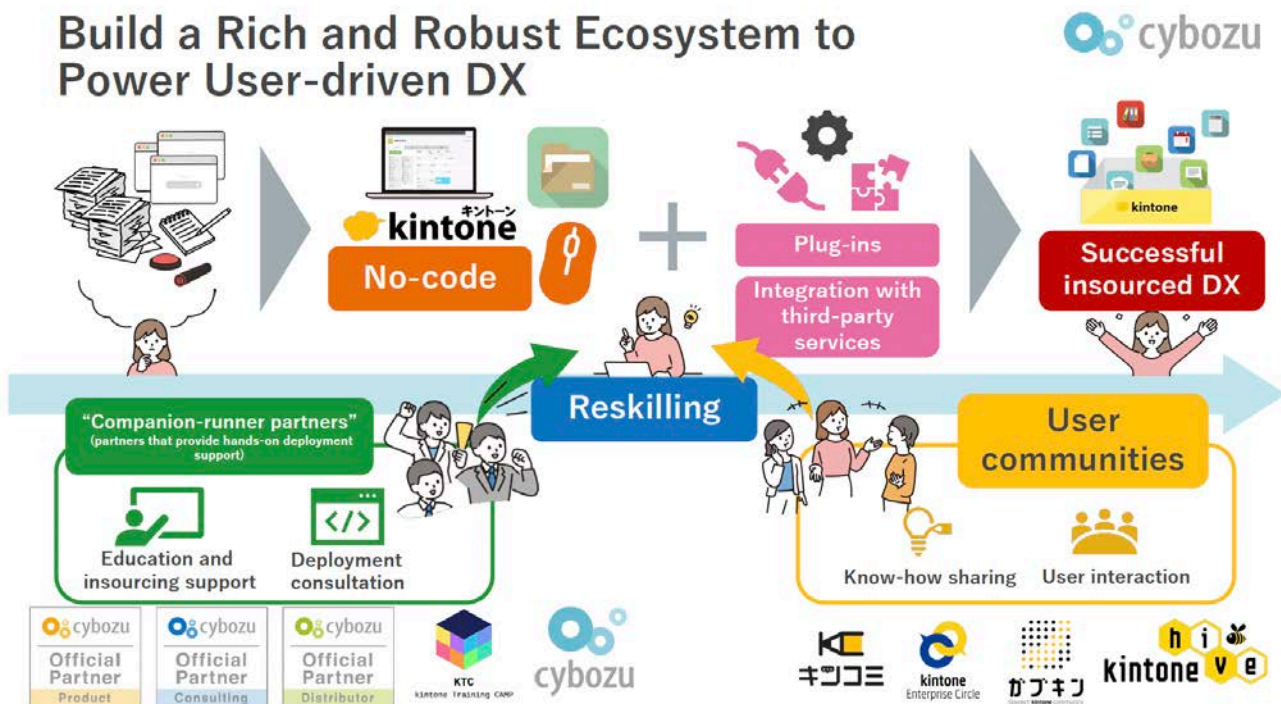 Build a Rich and Robust Ecosystem to
Power User-driven DX
cybozu
キントーン
kintone
No-code
Plug-ins
Integration with
third-party
services
kintone
Successful
insourced DX
Reskilling
“Companion-runner partners”
(partners that provide hands-on deployment
support)
Education and
insourcing support
Deployment
consultation
User
communities
Know-how sharing
User interaction
cybozu
Official
Partner
Product
cybozu
Official
Partner
Consulting
cybozu
Official
Partner
Distributor
KTC
kintone Training CAMP
cybozu
キンコミ
kintone
Enterprise Circle
ガブキン
kintone hive